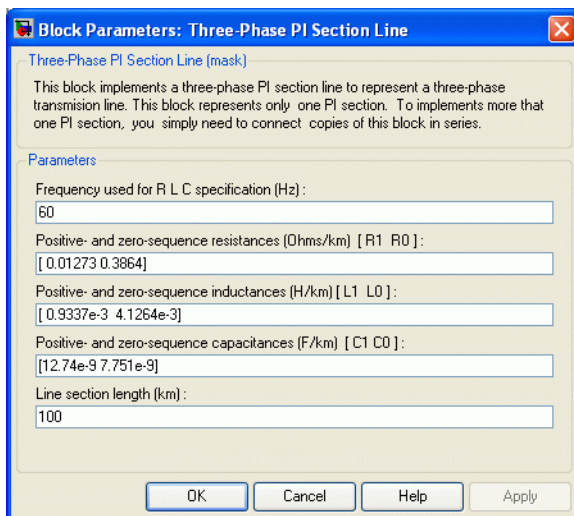 Block Parameters: Three-Phase PI Section Line
Three-Phase PI Section Line (mask)
This block implements a three-phase PI section line to represent a three-phase
transmision line. This block represents only one PI section. To implements more that
one PI section, you simply need to connect copies of this block in series.
Parameters
Frequency used for R L C specification (Hz) :
60
Positive- and zero-sequence resistances (Ohms/km) [ R1 R0 ] :
[ 0.01273 0.3864]
Positive- and zero-sequence inductances (H/km) [ L1 L0 ] :
[ 0.9337e-3 4.1264e-3]
Positive- and zero-sequence capacitances (F/km) [ C1 C0 ] :
[12.74e-9 7.751e-9]
Line section length (km) :
100
OK Cancel Help Apply